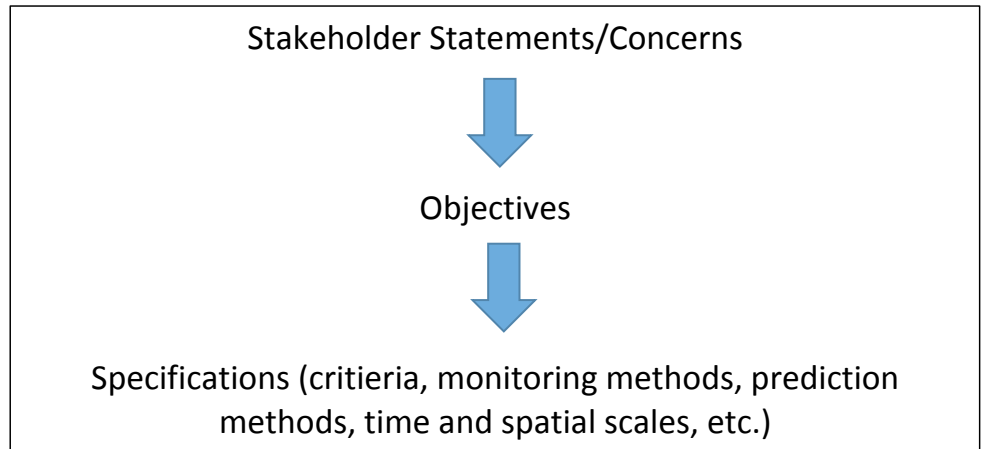 Stakeholder Statements/Concerns
Objectives
Specifications (critieria, monitoring methods, prediction
methods, time and spatial scales, etc.)